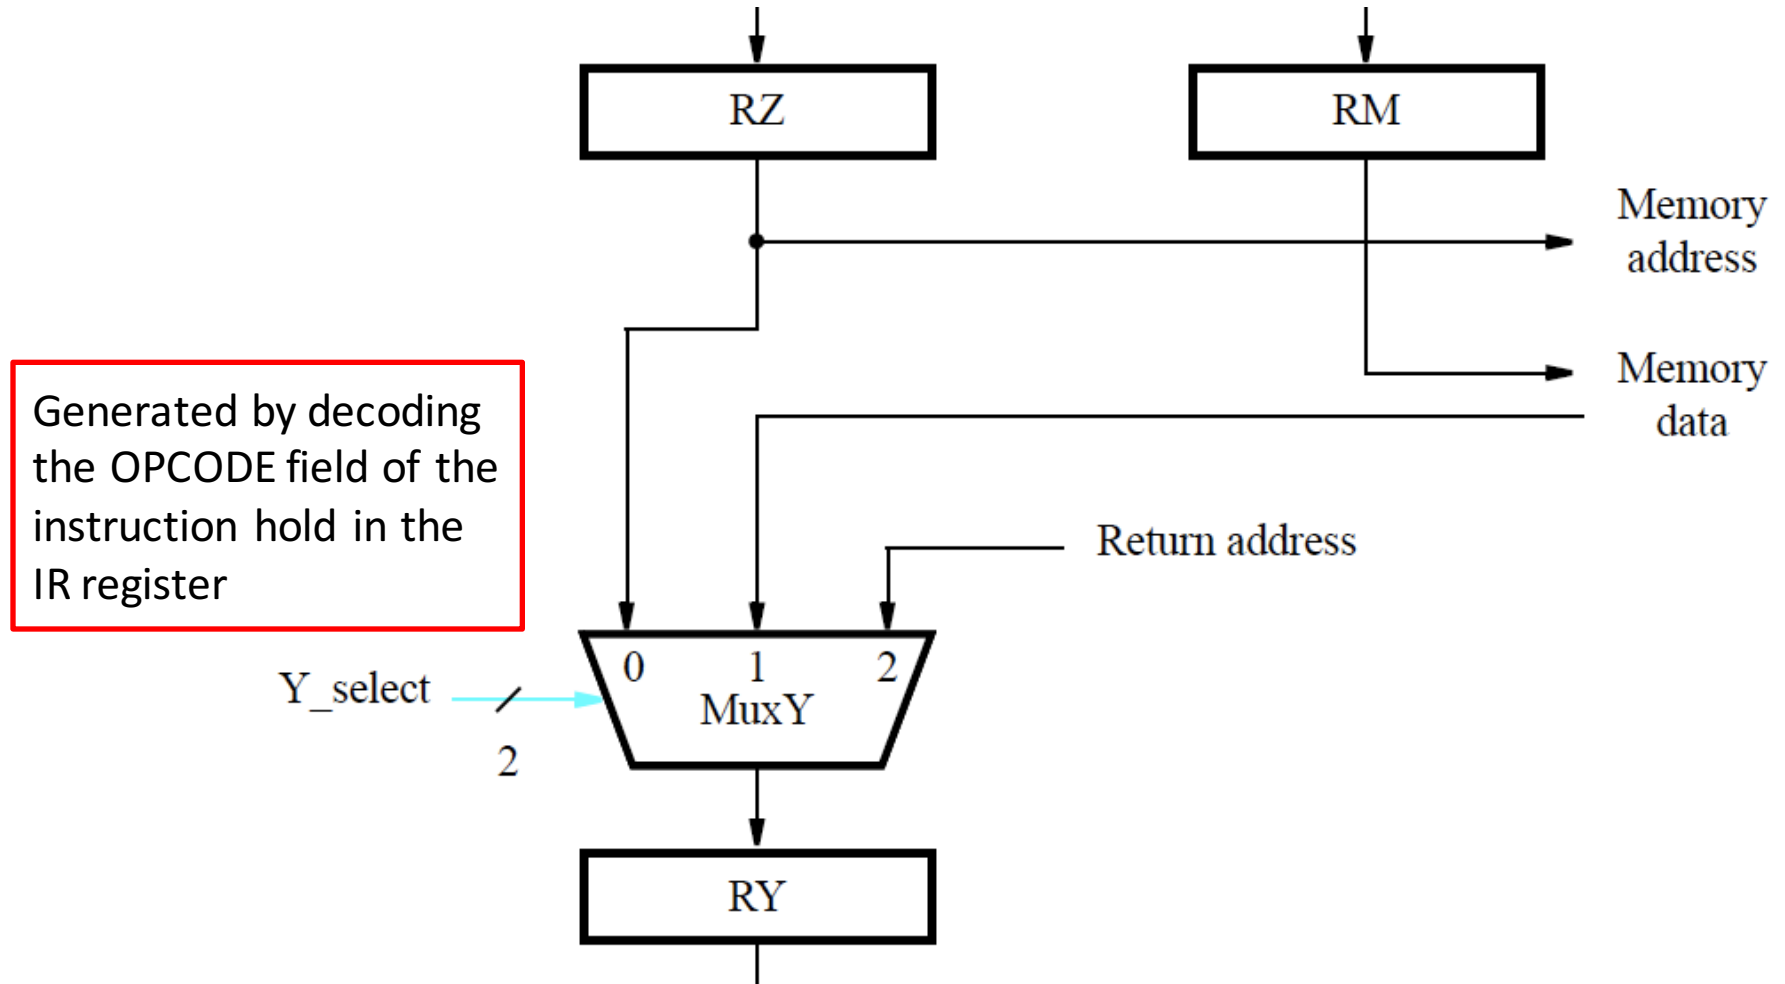 RZ
RM
Memory
address
Generated by decoding
the OPCODE field of the
instruction hold in the
IR register
Memory
data
Return address
0 1 2
MuxY
Y_select
2
RY